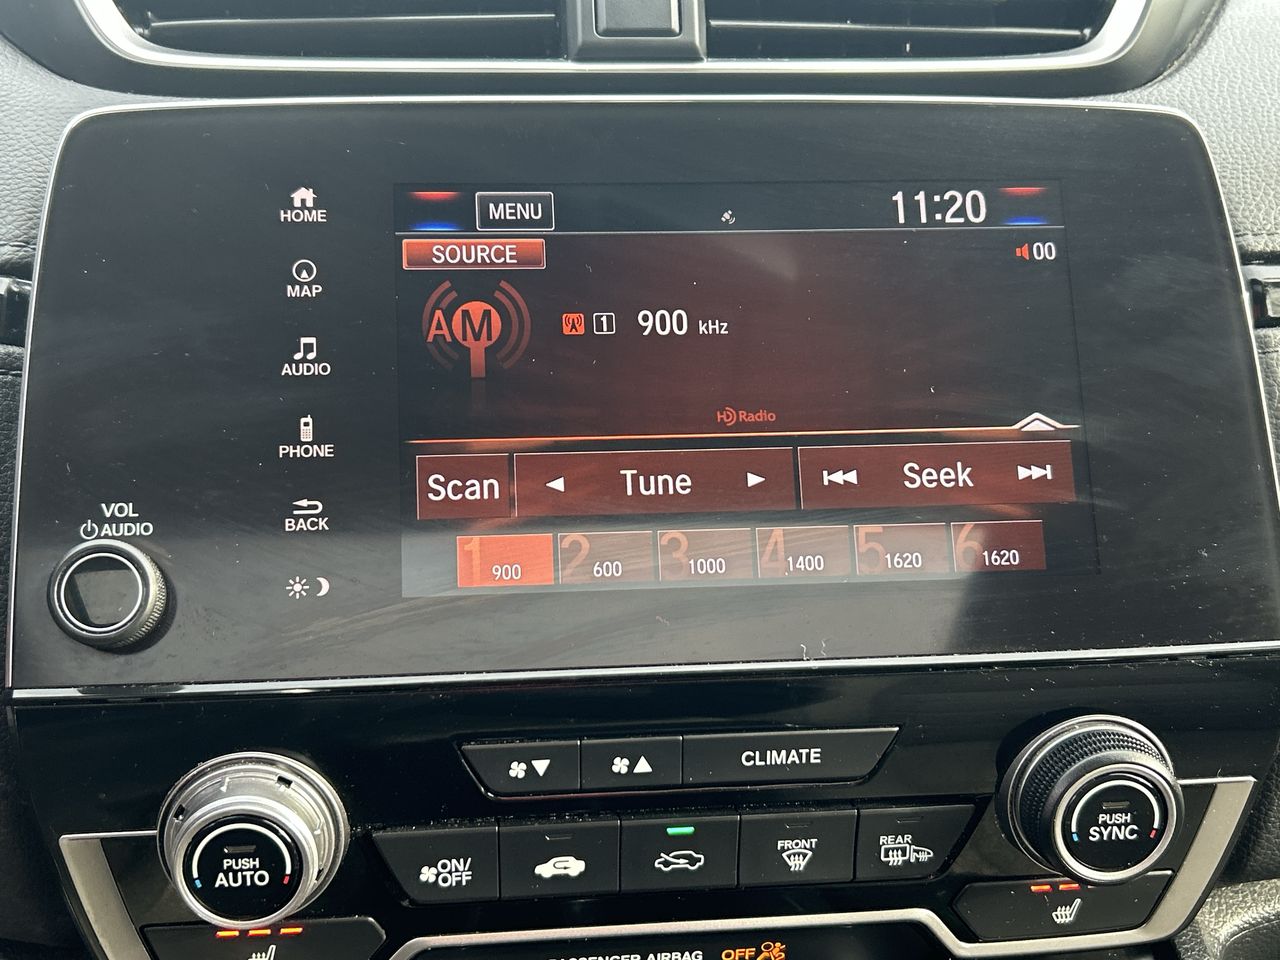 HOME
MENU
11:20
SOURCE
00
MAP
AM
1 900 kHz
AUDIO
HD Radio
PHONE
Scan
Tune
Seek
BACK
VOL
AUDIO
1 900
2 600
3 1000
4 1400
5 1620
6 1620
CLIMATE
PUSH
AUTO
ON/
OFF
FRONT
REAR
PUSH
SYNC
PASSENGER AIRBAG
OFF